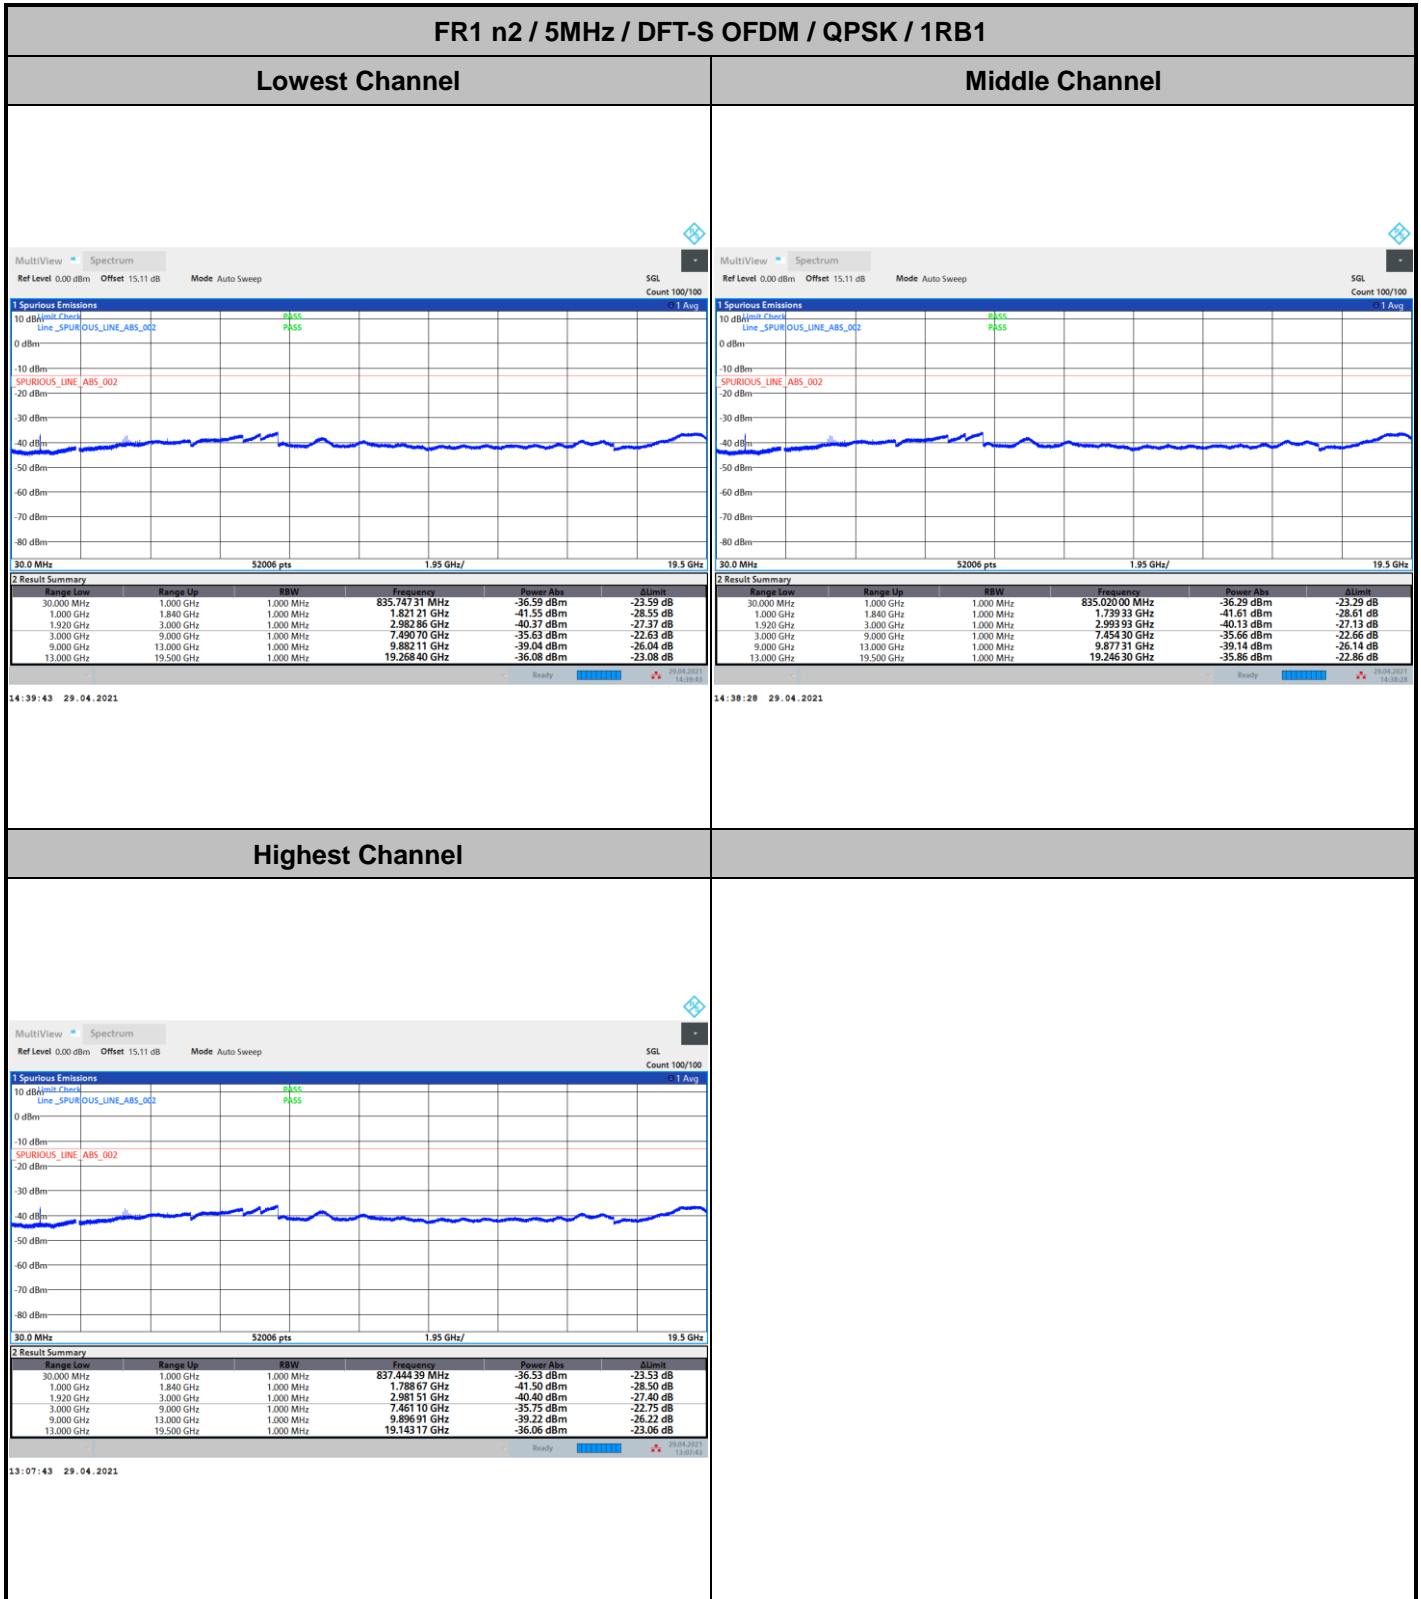 FR1 n2 / 5MHz / DFT-S OFDM / QPSK / 1RB1
Lowest Channel
Middle Channel
MultiView Spectrum
Ref Level 0.00 dBm Offset 15.11 dB Mode Auto Sweep SGL
Count 100/100
1 Spurious Emissions 1 Avg
10 dBm Limit Check PASS
Line _SPURIOUS_LINE_ABS_002 PASS
0 dBm
-10 dBm
_SPURIOUS_LINE_ABS_002
-20 dBm
-30 dBm
-40 dBm
-50 dBm
-60 dBm
-70 dBm
-80 dBm
30.0 MHz 52006 pts 1.95 GHz/ 19.5 GHz
2 Result Summary
Range Low Range Up RBW Frequency Power Abs ΔLimit
30.000 MHz 1.000 GHz 1.000 MHz 835.747 31 MHz -36.59 dBm -23.59 dB
1.000 GHz 1.840 GHz 1.000 MHz 1.821 21 GHz -41.55 dBm -28.55 dB
1.920 GHz 3.000 GHz 1.000 MHz 2.982 86 GHz -40.37 dBm -27.37 dB
3.000 GHz 9.000 GHz 1.000 MHz 7.490 70 GHz -35.63 dBm -22.63 dB
9.000 GHz 13.000 GHz 1.000 MHz 9.882 11 GHz -39.04 dBm -26.04 dB
13.000 GHz 19.500 GHz 1.000 MHz 19.268 40 GHz -36.08 dBm -23.08 dB
Ready 29.04.2021
14:39:43
14:39:43 29.04.2021
MultiView Spectrum
Ref Level 0.00 dBm Offset 15.11 dB Mode Auto Sweep SGL
Count 100/100
1 Spurious Emissions 1 Avg
10 dBm Limit Check PASS
Line _SPURIOUS_LINE_ABS_002 PASS
0 dBm
-10 dBm
_SPURIOUS_LINE_ABS_002
-20 dBm
-30 dBm
-40 dBm
-50 dBm
-60 dBm
-70 dBm
-80 dBm
30.0 MHz 52006 pts 1.95 GHz/ 19.5 GHz
2 Result Summary
Range Low Range Up RBW Frequency Power Abs ΔLimit
30.000 MHz 1.000 GHz 1.000 MHz 835.020 00 MHz -36.29 dBm -23.29 dB
1.000 GHz 1.840 GHz 1.000 MHz 1.739 33 GHz -41.61 dBm -28.61 dB
1.920 GHz 3.000 GHz 1.000 MHz 2.993 93 GHz -40.13 dBm -27.13 dB
3.000 GHz 9.000 GHz 1.000 MHz 7.454 30 GHz -35.66 dBm -22.66 dB
9.000 GHz 13.000 GHz 1.000 MHz 9.877 31 GHz -39.14 dBm -26.14 dB
13.000 GHz 19.500 GHz 1.000 MHz 19.246 30 GHz -35.86 dBm -22.86 dB
Ready 29.04.2021
14:38:28
14:38:28 29.04.2021
Highest Channel
MultiView Spectrum
Ref Level 0.00 dBm Offset 15.11 dB Mode Auto Sweep SGL
Count 100/100
1 Spurious Emissions 1 Avg
10 dBm Limit Check PASS
Line _SPURIOUS_LINE_ABS_002 PASS
0 dBm
-10 dBm
_SPURIOUS_LINE_ABS_002
-20 dBm
-30 dBm
-40 dBm
-50 dBm
-60 dBm
-70 dBm
-80 dBm
30.0 MHz 52006 pts 1.95 GHz/ 19.5 GHz
2 Result Summary
Range Low Range Up RBW Frequency Power Abs ΔLimit
30.000 MHz 1.000 GHz 1.000 MHz 837.444 39 MHz -36.53 dBm -23.53 dB
1.000 GHz 1.840 GHz 1.000 MHz 1.788 67 GHz -41.50 dBm -28.50 dB
1.920 GHz 3.000 GHz 1.000 MHz 2.981 51 GHz -40.40 dBm -27.40 dB
3.000 GHz 9.000 GHz 1.000 MHz 7.461 10 GHz -35.75 dBm -22.75 dB
9.000 GHz 13.000 GHz 1.000 MHz 9.896 91 GHz -39.22 dBm -26.22 dB
13.000 GHz 19.500 GHz 1.000 MHz 19.143 17 GHz -36.06 dBm -23.06 dB
Ready 29.04.2021
13:07:43
13:07:43 29.04.2021